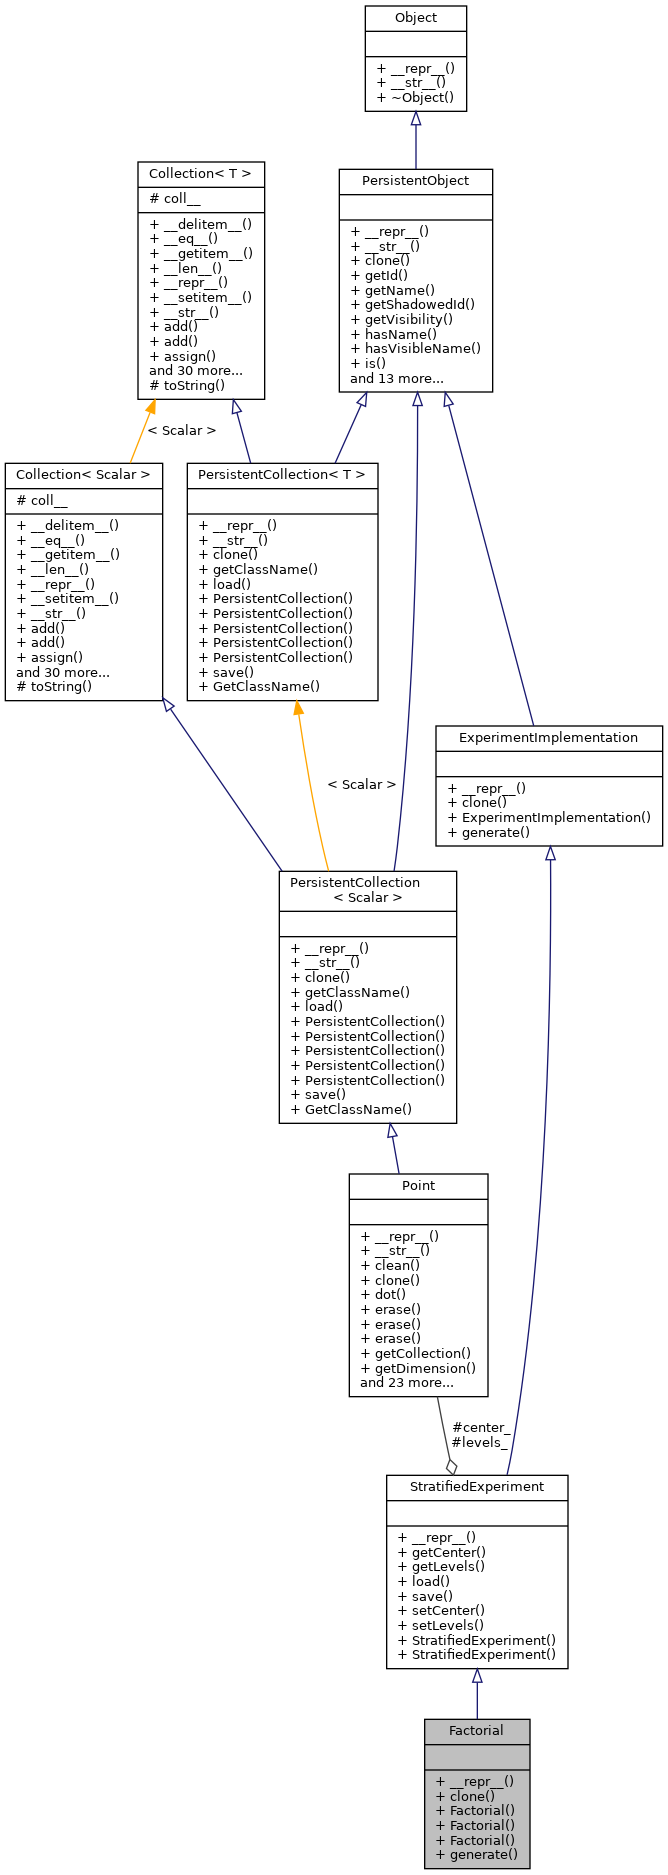 Object
+ __repr__()
+ __str__()
+ ~Object()
Collection< T >
# coll__
+ __delitem__()
+ __eq__()
+ __getitem__()
+ __len__()
+ __repr__()
+ __setitem__()
+ __str__()
+ add()
+ add()
+ assign()
and 30 more...
# toString()
PersistentObject
+ __repr__()
+ __str__()
+ clone()
+ getId()
+ getName()
+ getShadowedId()
+ getVisibility()
+ hasName()
+ hasVisibleName()
+ is()
and 13 more...
< Scalar >
Collection< Scalar >
# coll__
+ __delitem__()
+ __eq__()
+ __getitem__()
+ __len__()
+ __repr__()
+ __setitem__()
+ __str__()
+ add()
+ add()
+ assign()
and 30 more...
# toString()
PersistentCollection< T >
+ __repr__()
+ __str__()
+ clone()
+ getClassName()
+ load()
+ PersistentCollection()
+ PersistentCollection()
+ PersistentCollection()
+ PersistentCollection()
+ PersistentCollection()
+ save()
+ GetClassName()
< Scalar >
ExperimentImplementation
+ __repr__()
+ clone()
+ ExperimentImplementation()
+ generate()
PersistentCollection
< Scalar >
+ __repr__()
+ __str__()
+ clone()
+ getClassName()
+ load()
+ PersistentCollection()
+ PersistentCollection()
+ PersistentCollection()
+ PersistentCollection()
+ PersistentCollection()
+ save()
+ GetClassName()
Point
+ __repr__()
+ __str__()
+ clean()
+ clone()
+ dot()
+ erase()
+ erase()
+ erase()
+ getCollection()
+ getDimension()
and 23 more...
#center_
#levels_
StratifiedExperiment
+ __repr__()
+ getCenter()
+ getLevels()
+ load()
+ save()
+ setCenter()
+ setLevels()
+ StratifiedExperiment()
+ StratifiedExperiment()
Factorial
+ __repr__()
+ clone()
+ Factorial()
+ Factorial()
+ Factorial()
+ generate()